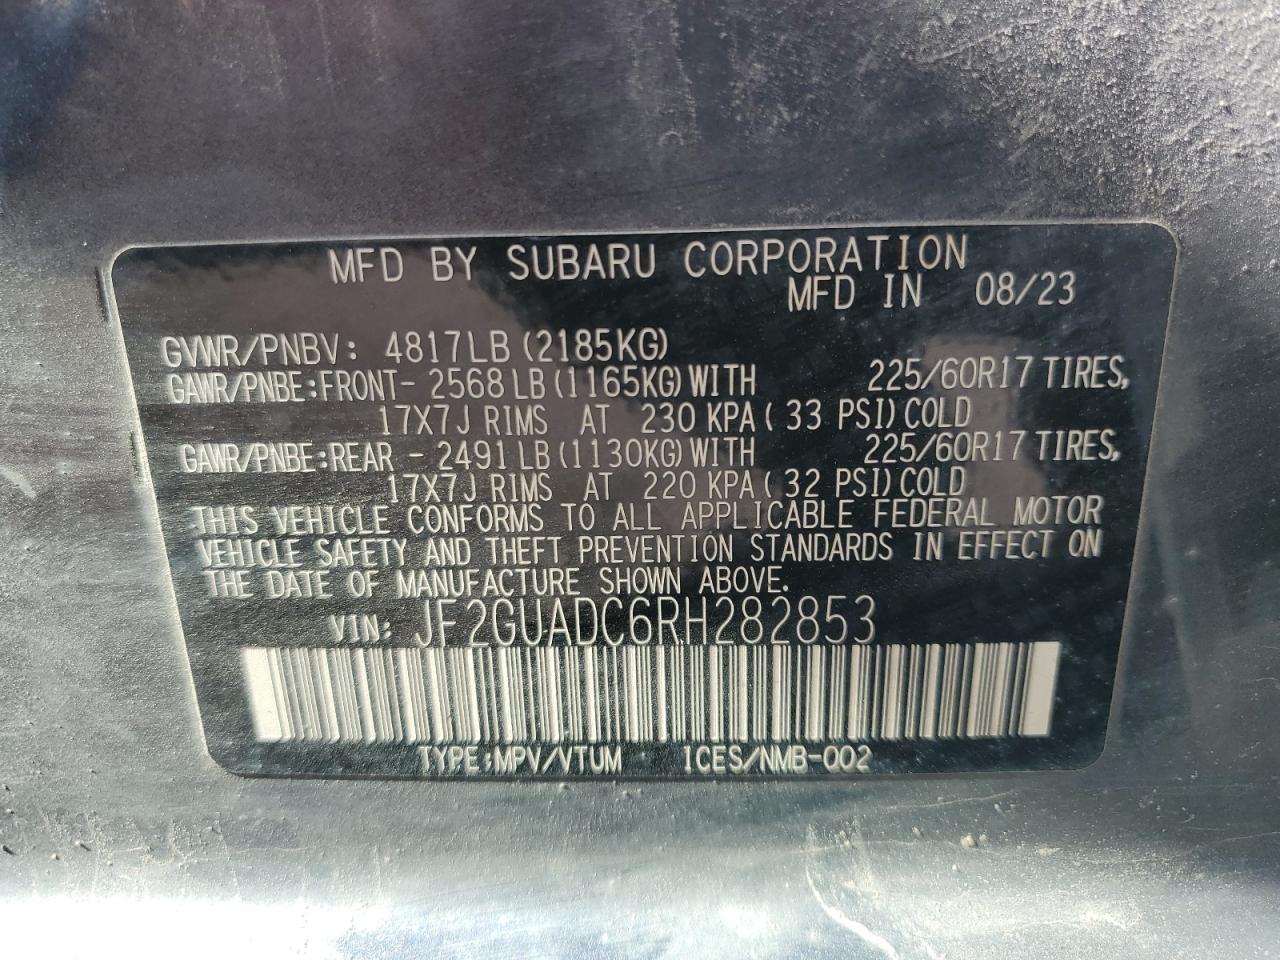 MFD BY SUBARU CORPORATION
MFD IN 08/23
GVWR/PNBV: 4817LB (2185KG)
GAWR/PNBE:FRONT- 2568 LB (1165KG) WITH 225/60R17 TIRES,
17X7J RIMS AT 230 KPA ( 33 PSI) COLD
GAWR/PNBE:REAR - 2491 LB (1130KG) WITH 225/60R17 TIRES,
17X7J RIMS AT 220 KPA ( 32 PSI) COLD
THIS VEHICLE CONFORMS TO ALL APPLICABLE FEDERAL MOTOR
VEHICLE SAFETY AND THEFT PREVENTION STANDARDS IN EFFECT ON
THE DATE OF MANUFACTURE SHOWN ABOVE.
VIN: JF2GUADC6RH282853
TYPE:MPV/VTUM ICES/NMB-002